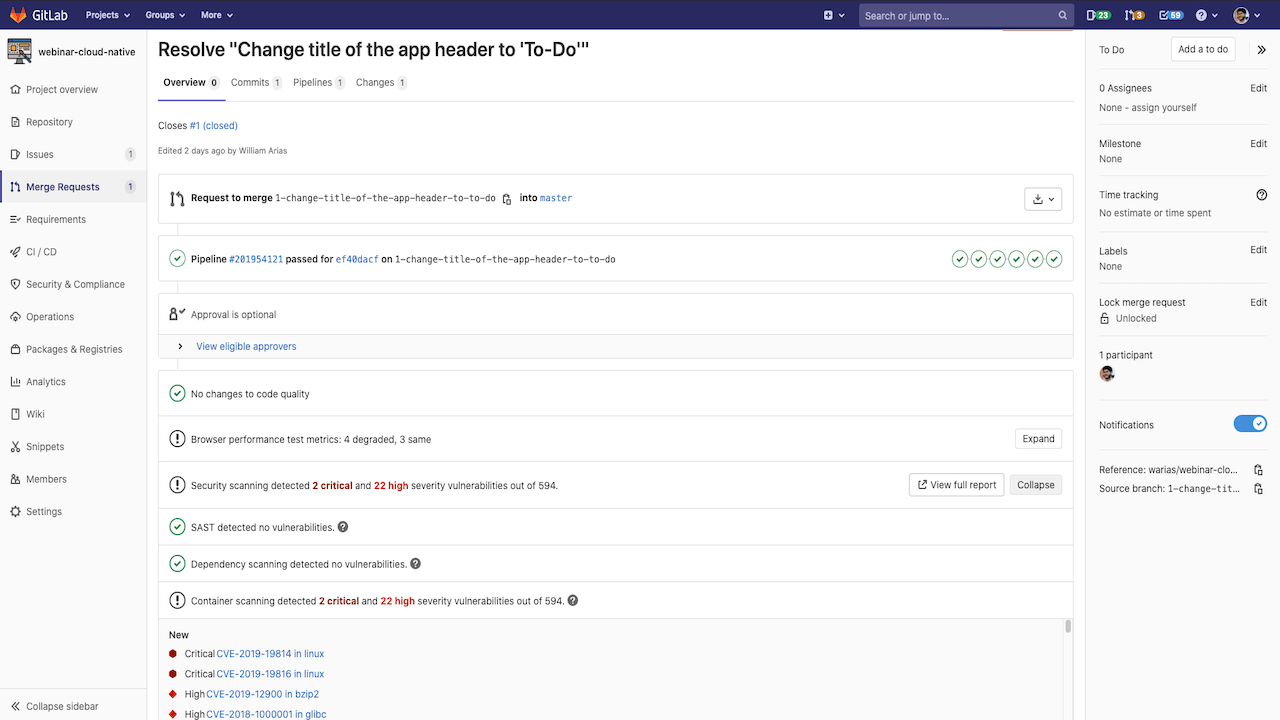 GitLab Projects Groups More Search or jump to... 23 3 59
webinar-cloud-native
Project overview
Repository
Issues 1
Merge Requests 1
Requirements
CI / CD
Security & Compliance
Operations
Packages & Registries
Analytics
Wiki
Snippets
Members
Settings
Collapse sidebar
Resolve "Change title of the app header to 'To-Do'"
Overview 0 Commits 1 Pipelines 1 Changes 1
Closes #1 (closed)
Edited 2 days ago by William Arias
Request to merge 1-change-title-of-the-app-header-to-to-do into master
Pipeline #201954121 passed for ef40dacf on 1-change-title-of-the-app-header-to-to-do
Approval is optional
View eligible approvers
No changes to code quality
Browser performance test metrics: 4 degraded, 3 same Expand
Security scanning detected 2 critical and 22 high severity vulnerabilities out of 594. View full report Collapse
SAST detected no vulnerabilities.
Dependency scanning detected no vulnerabilities.
Container scanning detected 2 critical and 22 high severity vulnerabilities out of 594.
New
Critical CVE-2019-19814 in linux
Critical CVE-2019-19816 in linux
High CVE-2019-12900 in bzip2
High CVE-2018-1000001 in glibc
To Do Add a to do
0 Assignees Edit
None - assign yourself
Milestone Edit
None
Time tracking
No estimate or time spent
Labels Edit
None
Lock merge request Edit
Unlocked
1 participant
Notifications
Reference: warias/webinar-clo...
Source branch: 1-change-tit...